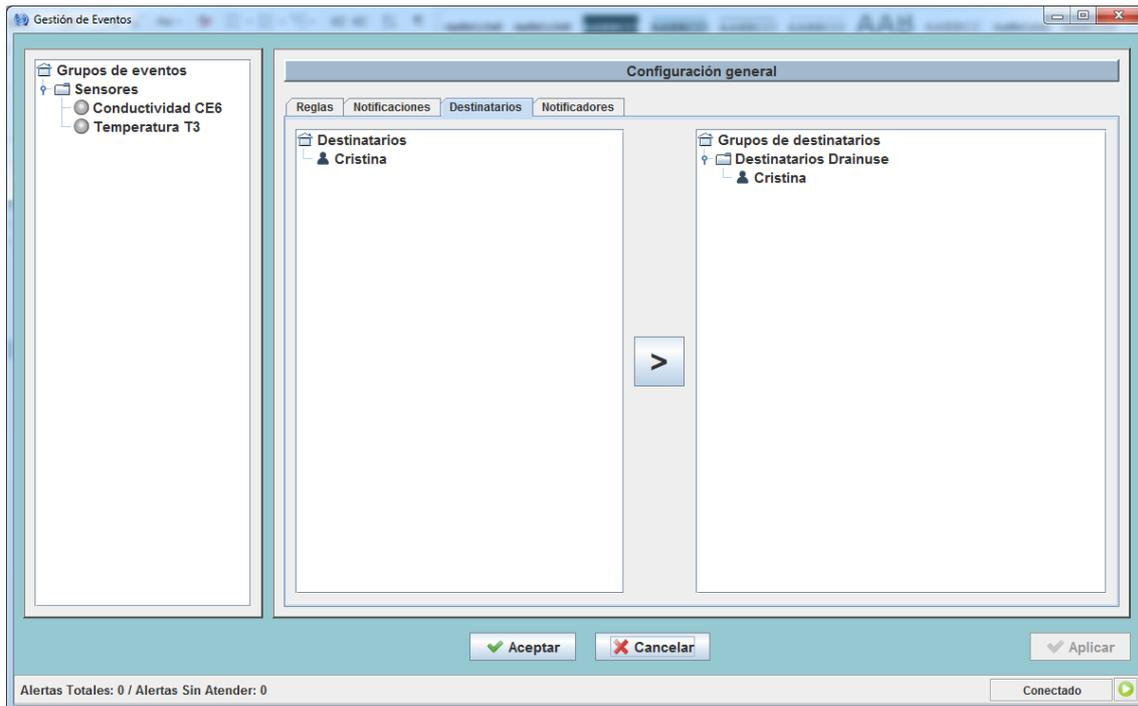 Gestión de Eventos
AAB
Grupos de eventos
Sensores
Conductividad CE6
Temperatura T3
Configuración general
Reglas
Notificaciones
Destinatarios
Notificadores
Destinatarios
Cristina
>
Grupos de destinatarios
Destinatarios Drainuse
Cristina
Aceptar
Cancelar
Aplicar
Alertas Totales: 0 / Alertas Sin Atender: 0
Conectado